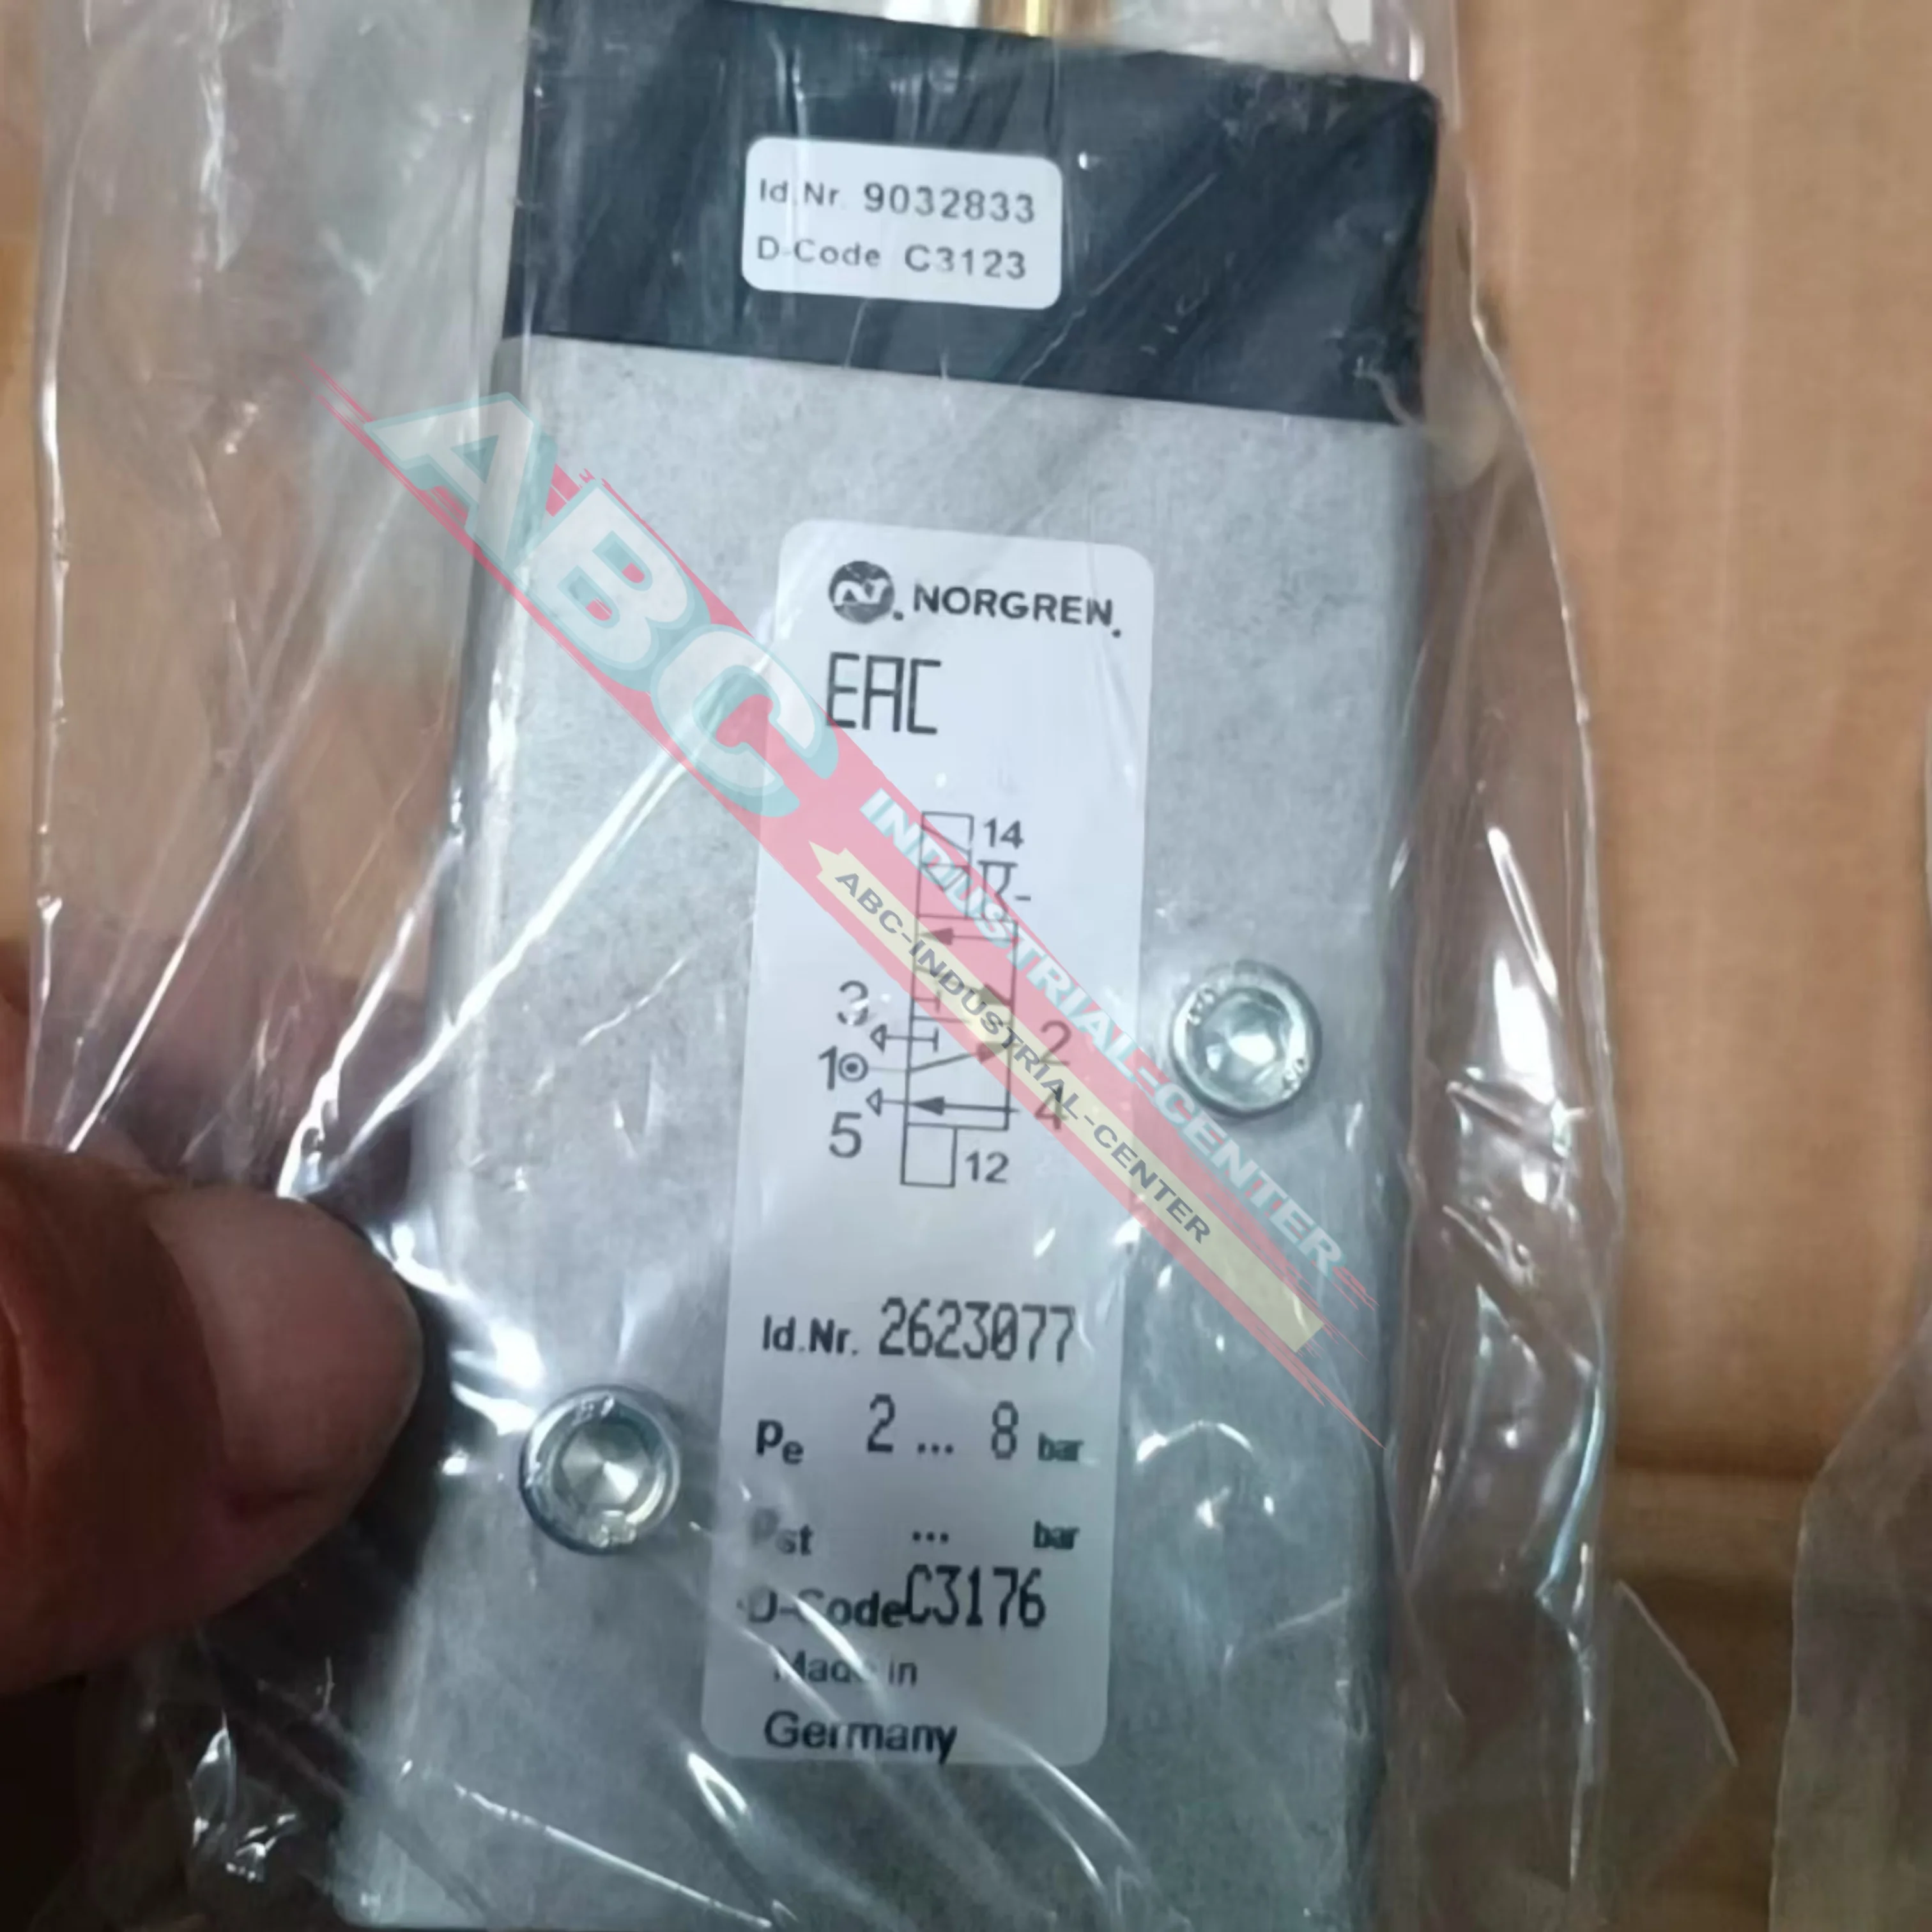 Id.Nr. 9032833
D-Code C3123
NORGREN.
EAC
14
3
2
1
4
5
12
Id.Nr. 2623077
Pe 2 ... 8 bar
Pst ... bar
D-Code C3176
Made in
Germany
ABC INDUSTRIAL-CENTER
ABC-INDUSTRIAL-CENTER